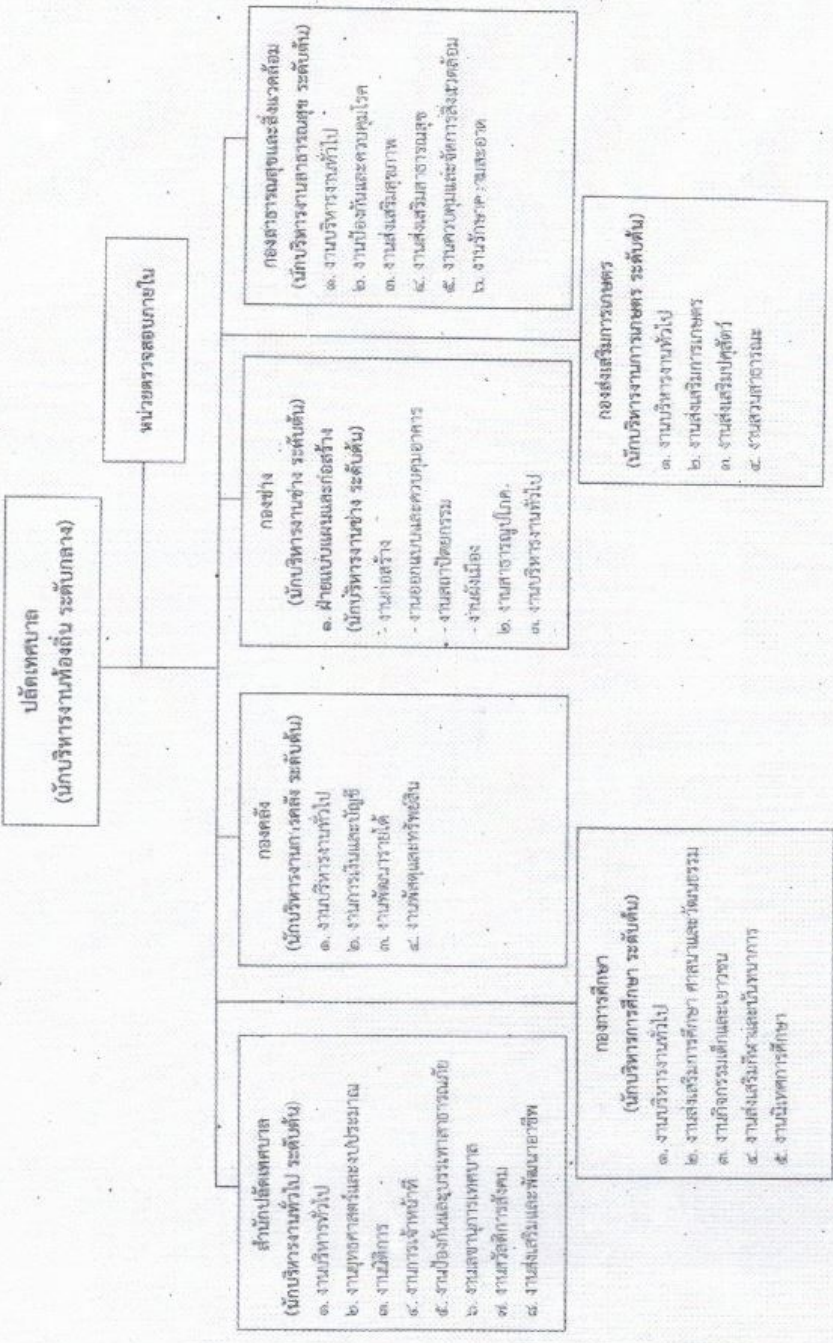 ปลัดเทศบาล
(นักบริหารงานท้องถิ่น ระดับกลาง)
หน่วยตรวจสอบภายใน
สำนักปลัดเทศบาล
(นักบริหารงานทั่วไป ระดับต้น)
๑. งานบริหารทั่วไป
๒. งานยุทธศาสตร์และงบประมาณ
๓. งานนิติการ
๔. งานการเจ้าหน้าที่
๕. งานป้องกันและบรรเทาสาธารณภัย
๖. งานเลขานุการเทศบาล
๗. งานสวัสดิการสังคม
๘. งานส่งเสริมและพัฒนาอาชีพ
กองคลัง
(นักบริหารงานการคลัง ระดับต้น)
๑. งานบริหารงานทั่วไป
๒. งานการเงินและบัญชี
๓. งานพัฒนารายได้
๔. งานพัสดุและทรัพย์สิน
กองช่าง
(นักบริหารงานช่าง ระดับต้น)
๑. ฝ่ายแบบแผนและก่อสร้าง
(นักบริหารงานช่าง ระดับต้น)
- งานก่อสร้าง
- งานออกแบบและควบคุมอาคาร
- งานสถาปัตยกรรม
- งานผังเมือง
๒. งานสาธารณูปโภค
๓. งานบริหารงานทั่วไป
กองสาธารณสุขและสิ่งแวดล้อม
(นักบริหารงานสาธารณสุข ระดับต้น)
๑. งานบริหารงานทั่วไป
๒. งานป้องกันและควบคุมโรค
๓. งานส่งเสริมสุขภาพ
๔. งานส่งเสริมสาธารณสุข
๕. งานควบคุมและจัดการสิ่งแวดล้อม
๖. งานรักษาความสะอาด
กองการศึกษา
(นักบริหารการศึกษา ระดับต้น)
๑. งานบริหารงานทั่วไป
๒. งานส่งเสริมการศึกษา ศาสนาและวัฒนธรรม
๓. งานกิจกรรมเด็กและเยาวชน
๔. งานส่งเสริมกีฬาและนันทนาการ
๕. งานนิเทศการศึกษา
กองส่งเสริมการเกษตร
(นักบริหารงานการเกษตร ระดับต้น)
๑. งานบริหารงานทั่วไป
๒. งานส่งเสริมการเกษตร
๓. งานส่งเสริมปศุสัตว์
๔. งานสวนสาธารณะ